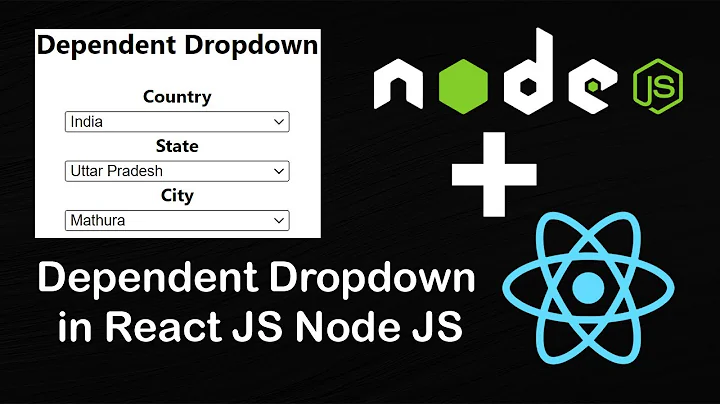 Dependent Dropdown
Country
India
State
Uttar Pradesh
City
Mathura
node
JS
Dependent Dropdown
in React JS Node JS